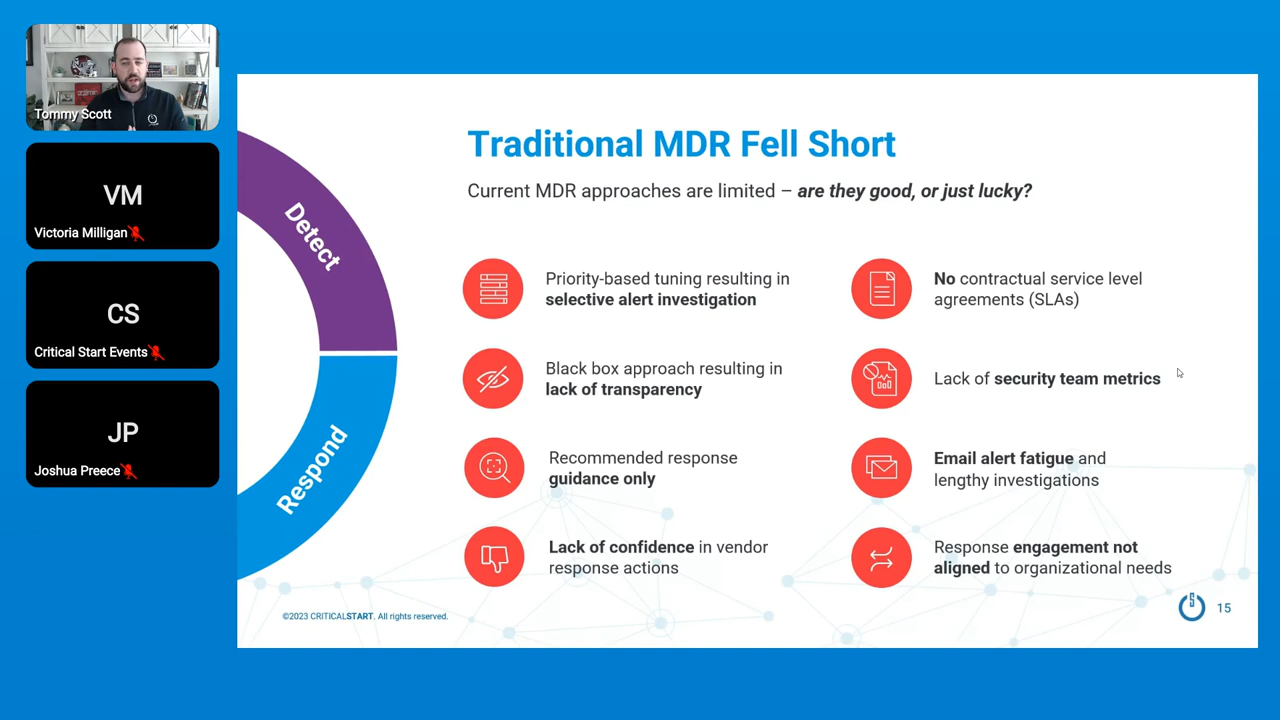 Tommy Scott
VM
Victoria Milligan
CS
Critical Start Events
JP
Joshua Preece
Detect
Respond
Traditional MDR Fell Short
Current MDR approaches are limited – are they good, or just lucky?
Priority-based tuning resulting in
selective alert investigation
Black box approach resulting in
lack of transparency
Recommended response
guidance only
Lack of confidence in vendor
response actions
No contractual service level
agreements (SLAs)
Lack of security team metrics
Email alert fatigue and
lengthy investigations
Response engagement not
aligned to organizational needs
©2023 CRITICALSTART. All rights reserved.
15